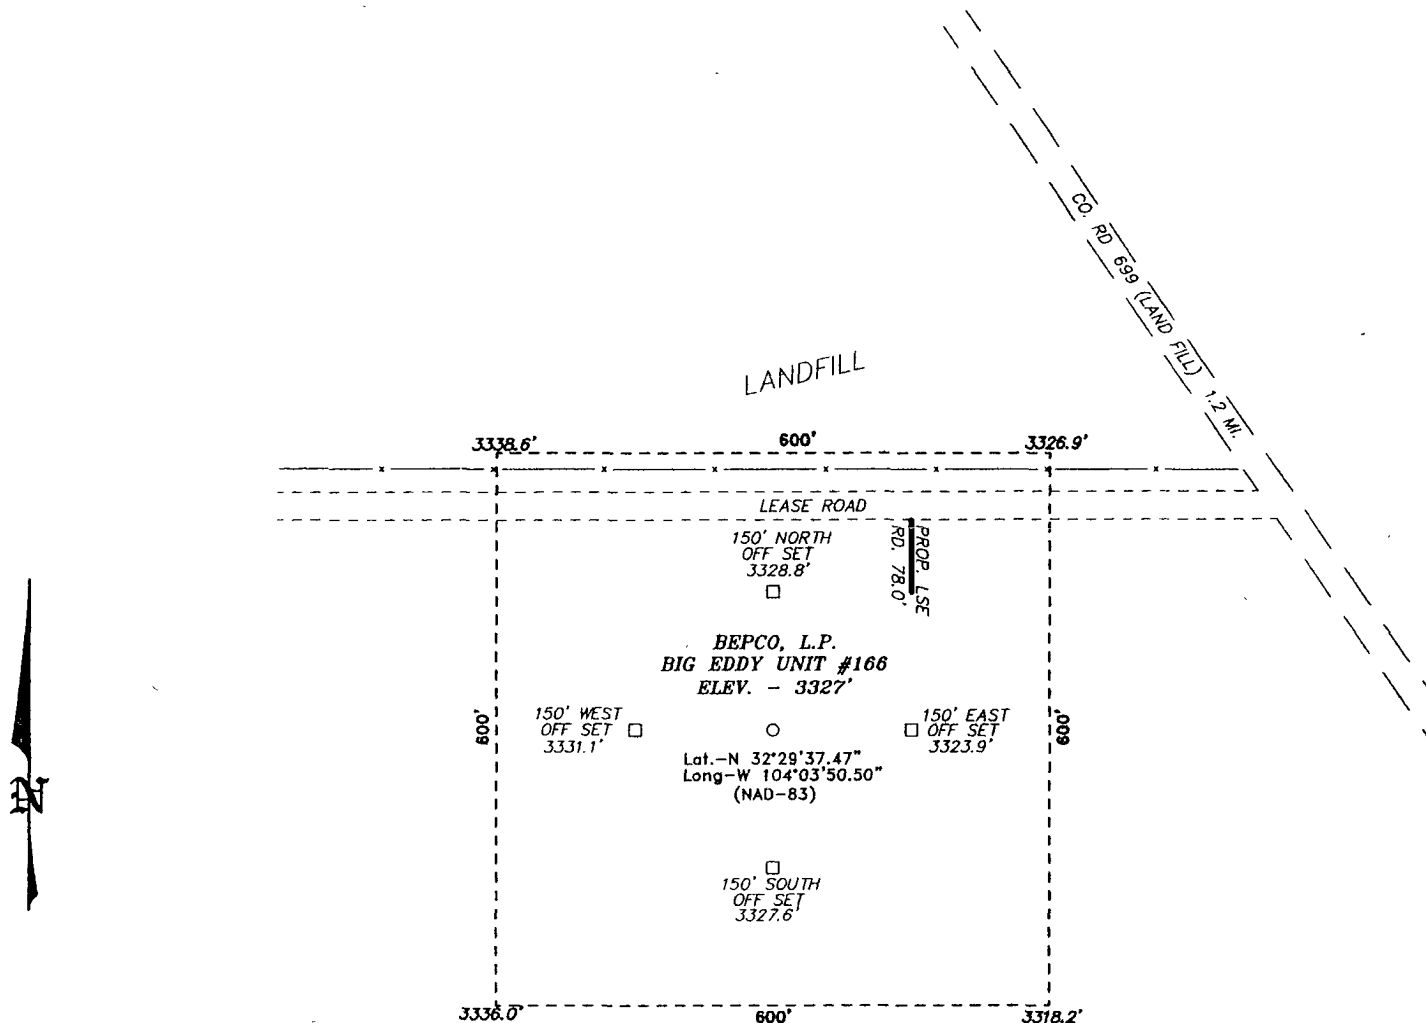 CO. RD 699 (LAND FILL) 1.2 MI.
LANDFILL
3338.6'
600'
3326.9'
LEASE ROAD
150' NORTH
OFF SET
3328.8'
PROP. LSE
RD. 78.0'
BEPCO, L.P.
BIG EDDY UNIT #166
ELEV. - 3327'
600'
150' WEST
OFF SET
3331.1'
150' EAST
OFF SET
3323.9'
600'
Lat.-N 32°29'37.47"
Long-W 104°03'50.50"
(NAD-83)
N
150' SOUTH
OFF SET
3327.6'
3336.0'
600'
3318.2'